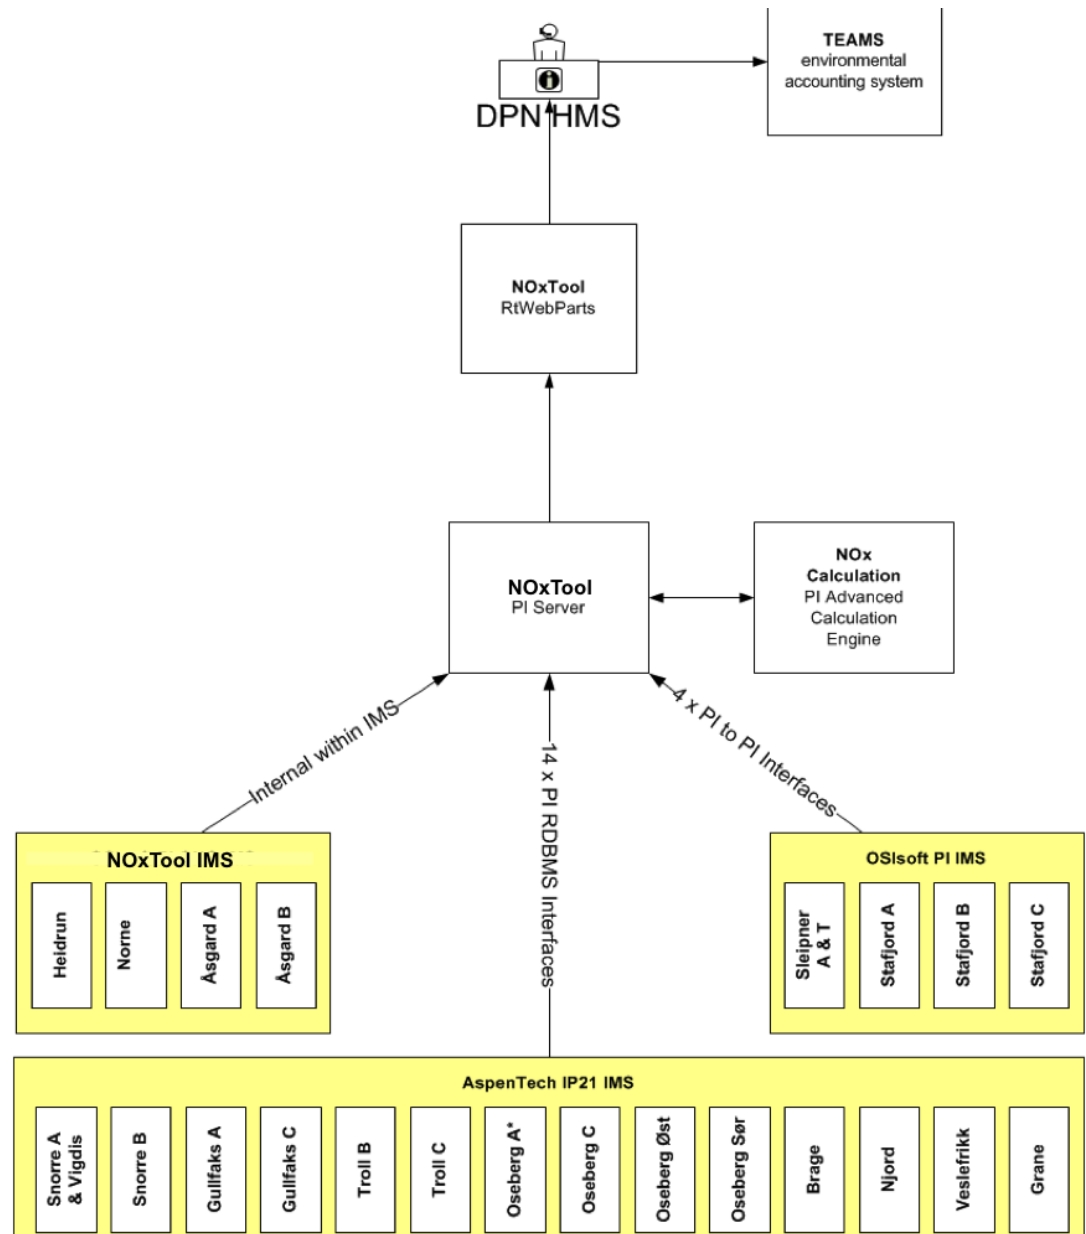 TEAMS
environmental
accounting system
DPN HMS
NOxTool
RtWebParts
NOxTool
PI Server
NOx
Calculation
PI Advanced
Calculation
Engine
Internal within IMS
14 x PI RDBMS Interfaces
4 x PI to PI Interfaces
NOxTool IMS
Heidrun
Norne
Åsgard A
Åsgard B
OSIsoft PI IMS
Sleipner
A & T
Stafjord A
Stafjord B
Stafjord C
AspenTech IP21 IMS
Snorre A
& Vigdis
Snorre B
Gullfaks A
Gullfaks C
Troll B
Troll C
Oseberg A*
Oseberg C
Oseberg Øst
Oseberg Sør
Brage
Njord
Veslefrikk
Grane